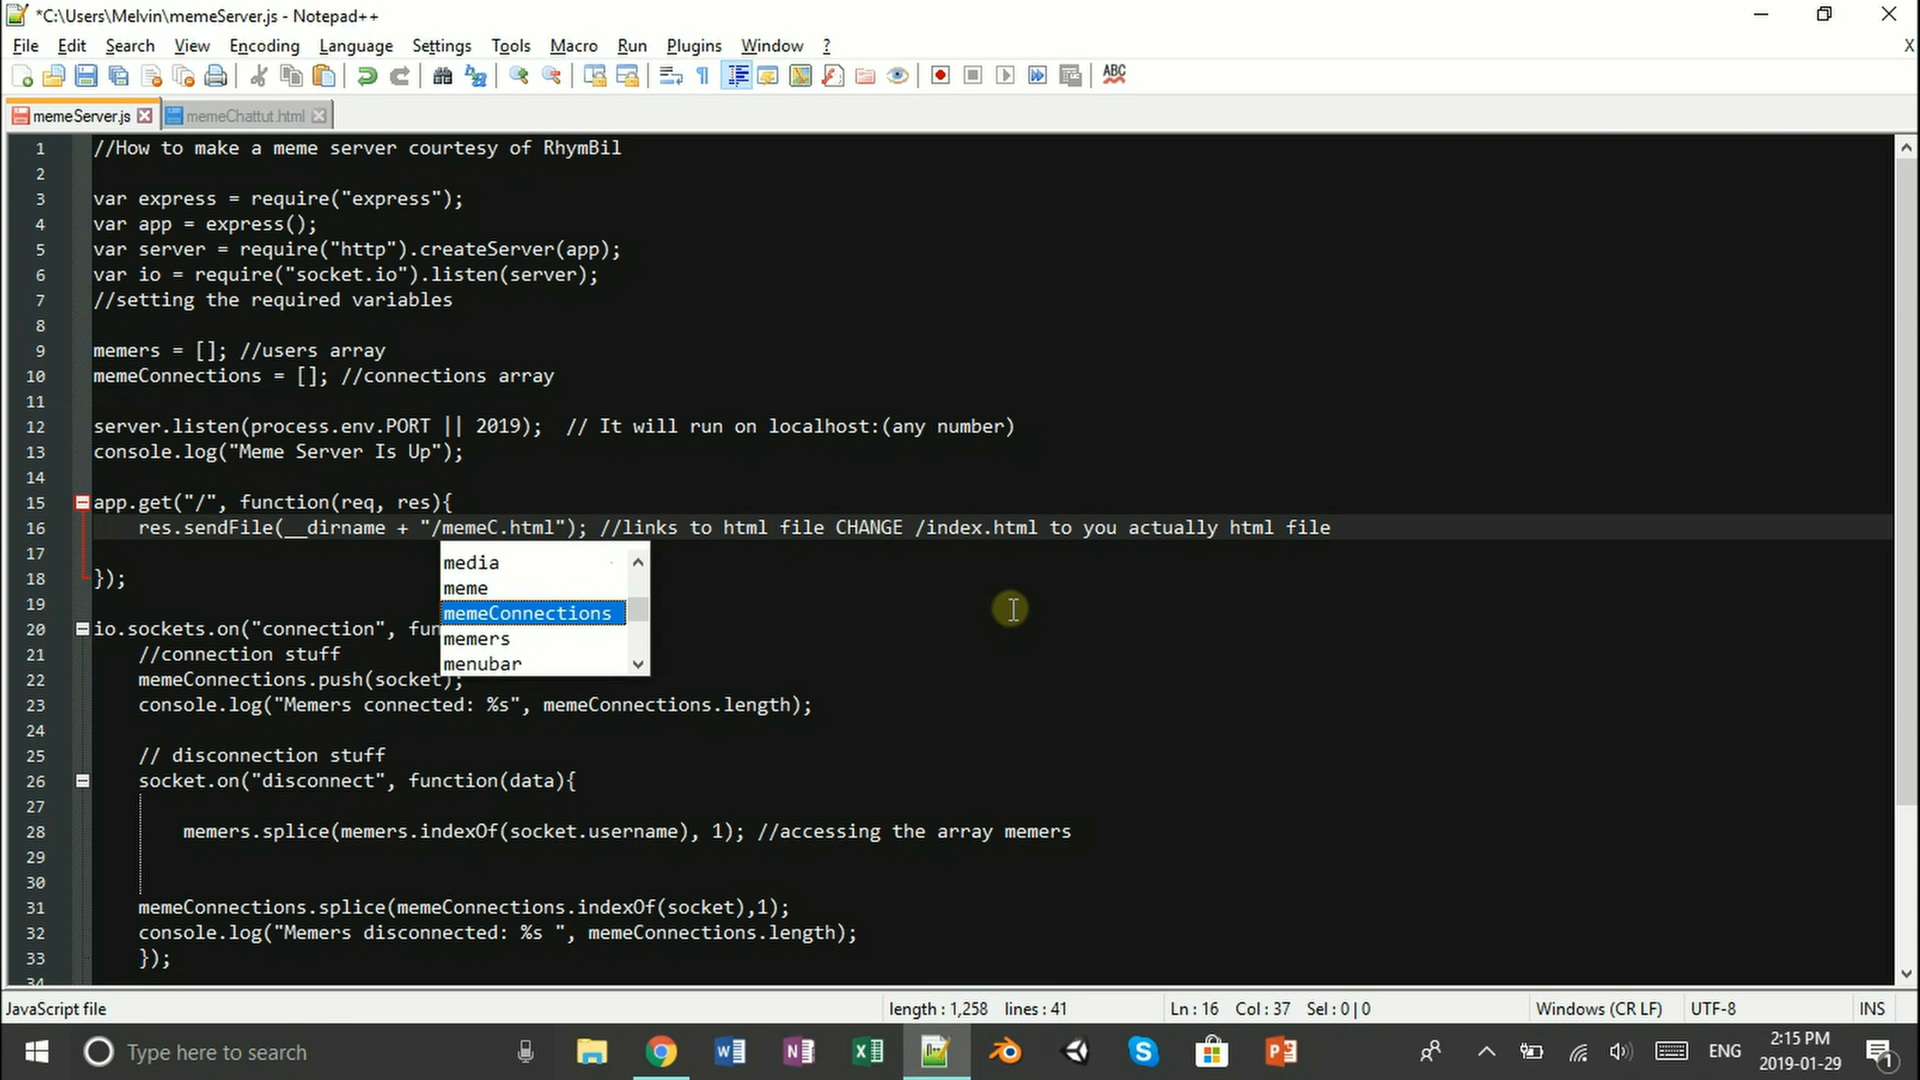 *C:\Users\Melvin\memeServer.js - Notepad++
File Edit Search View Encoding Language Settings Tools Macro Run Plugins Window ? X
ABC
memeServer.js memeChattut.html
1 //How to make a meme server courtesy of RhymBil
2
3 var express = require("express");
4 var app = express();
5 var server = require("http").createServer(app);
6 var io = require("socket.io").listen(server);
7 //setting the required variables
8
9 memers = []; //users array
10 memeConnections = []; //connections array
11
12 server.listen(process.env.PORT || 2019);  // It will run on localhost:(any number)
13 console.log("Meme Server Is Up");
14
15 app.get("/", function(req, res){
16     res.sendFile(__dirname + "/memeC.html"); //links to html file CHANGE /index.html to you actually html file
17
media
18 });
meme
19
memeConnections
20 io.sockets.on("connection", fun
memers
21     //connection stuff
menubar
22     memeConnections.push(socket);
23     console.log("Memers connected: %s", memeConnections.length);
24
25     // disconnection stuff
26     socket.on("disconnect", function(data){
27
28         memers.splice(memers.indexOf(socket.username), 1); //accessing the array memers
29
30
31     memeConnections.splice(memeConnections.indexOf(socket),1);
32     console.log("Memers disconnected: %s ", memeConnections.length);
33     });
34
JavaScript file length : 1,258 lines : 41 Ln : 16 Col : 37 Sel : 0 | 0 Windows (CR LF) UTF-8 INS
Type here to search ENG 2:15 PM
2019-01-29 1